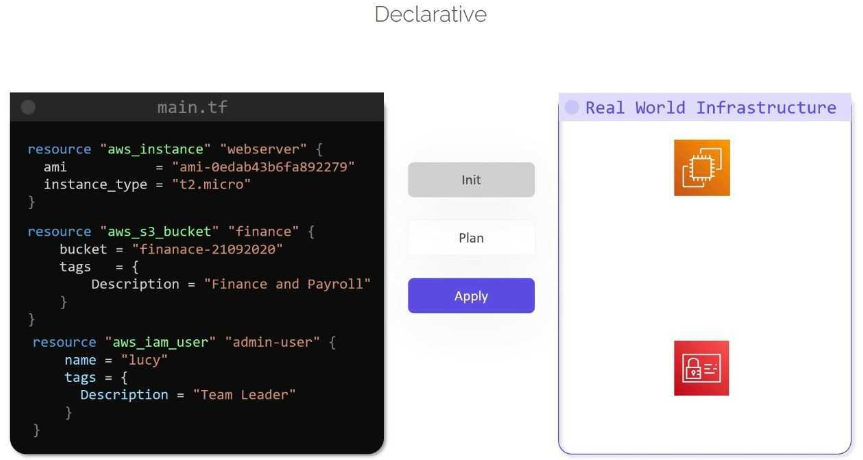 Declarative
main.tf
resource "aws_instance" "webserver" {
ami = "ami-0edab43b6fa892279"
instance_type = "t2.micro"
}
resource "aws_s3_bucket" "finance" {
bucket = "finanace-21092020"
tags = {
Description = "Finance and Payroll"
}
}
resource "aws_iam_user" "admin-user" {
name = "lucy"
tags = {
Description = "Team Leader"
}
}
Init
Plan
Apply
Real World Infrastructure